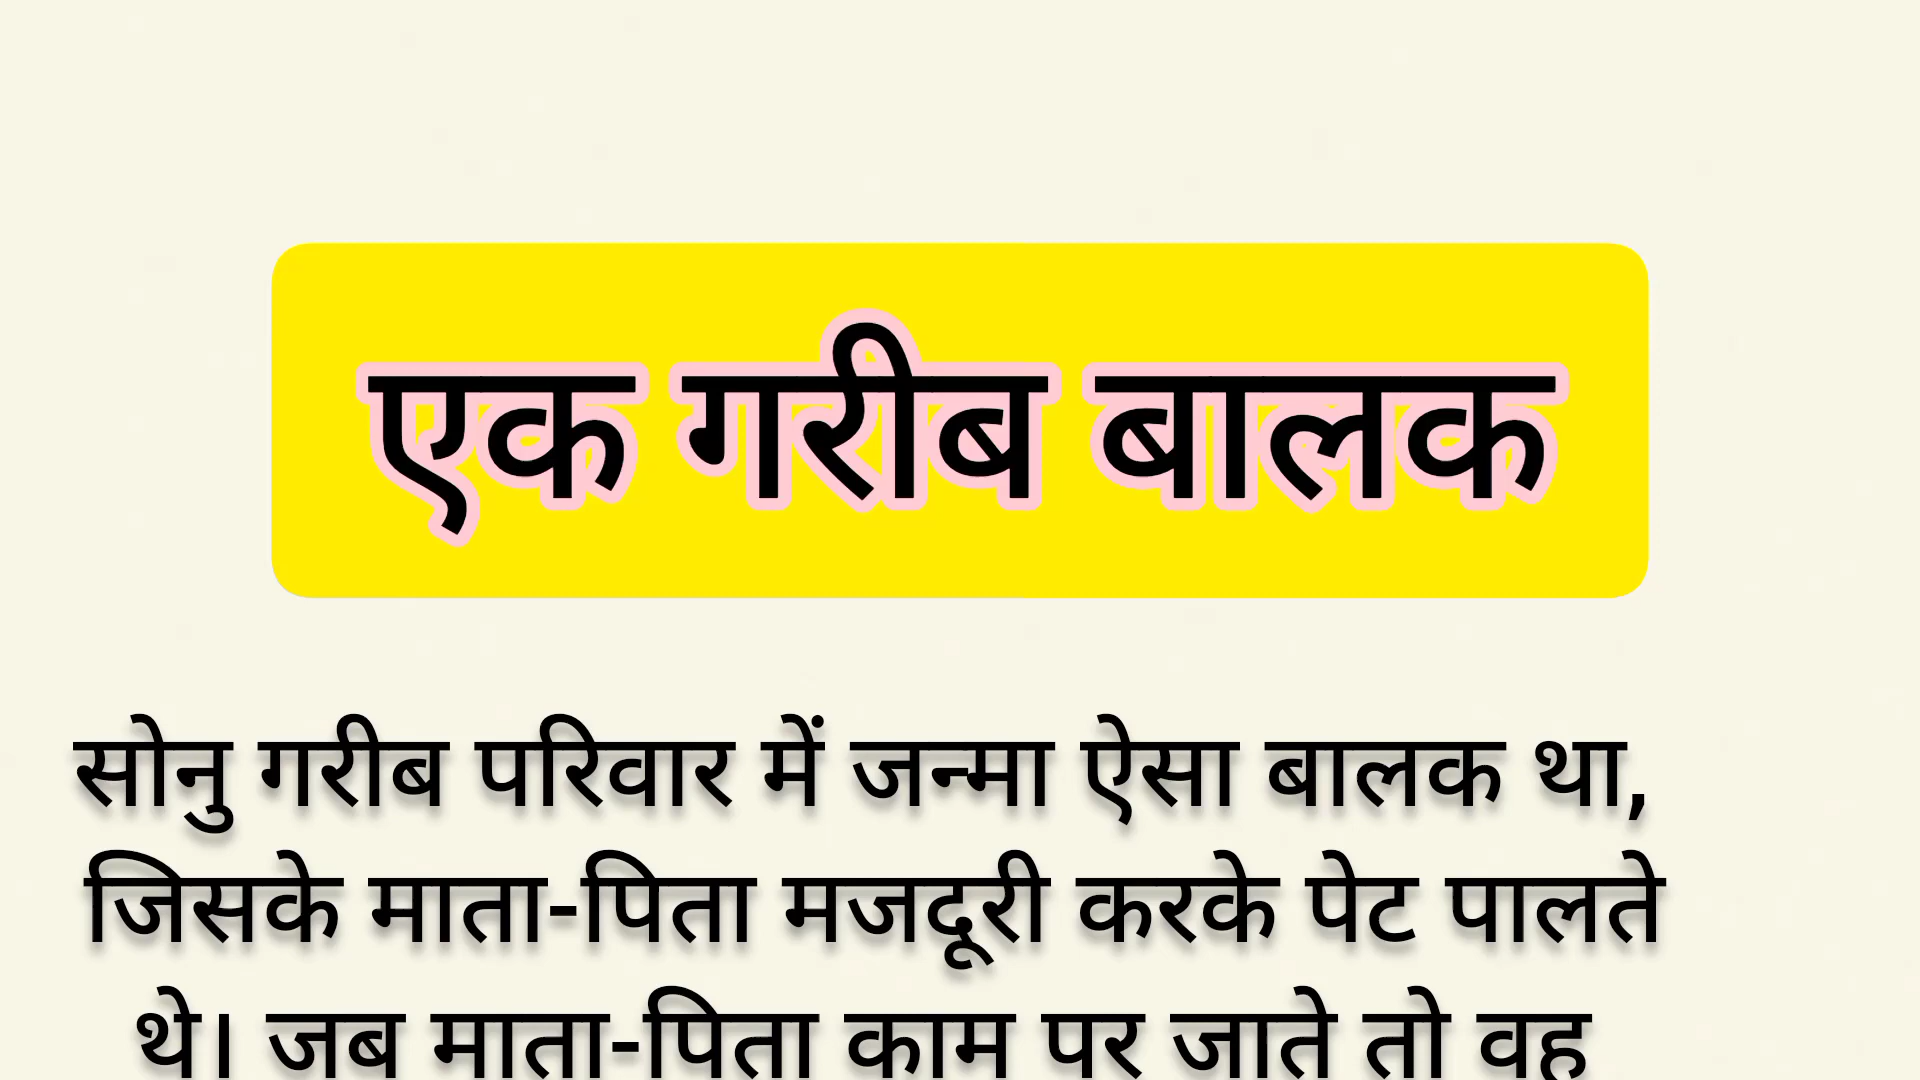 एक गरीब बालक
सोनु गरीब परिवार में जन्मा ऐसा बालक था,
जिसके माता-पिता मजदूरी करके पेट पालते
थे। जब माता-पिता काम पर जाते तो वह